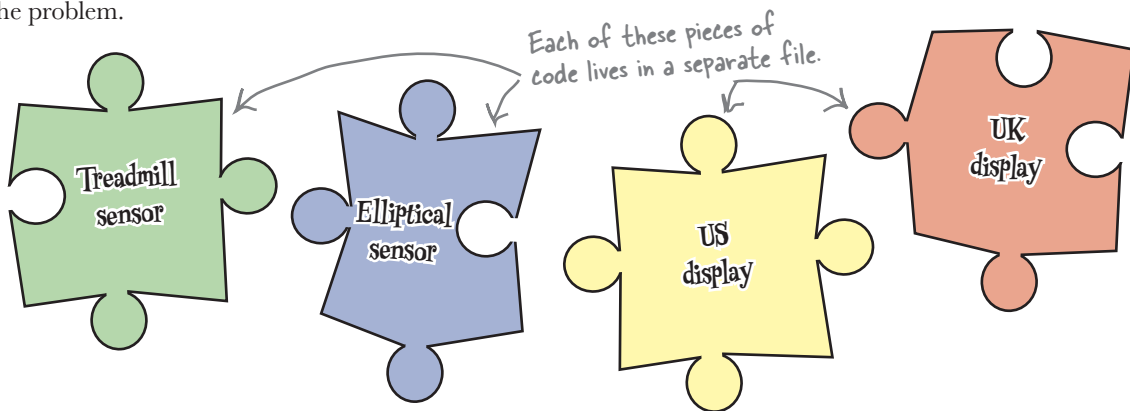 he problem.
Each of these pieces of
code lives in a separate file.
Treadmill
sensor
Elliptical
sensor
US
display
UK
display